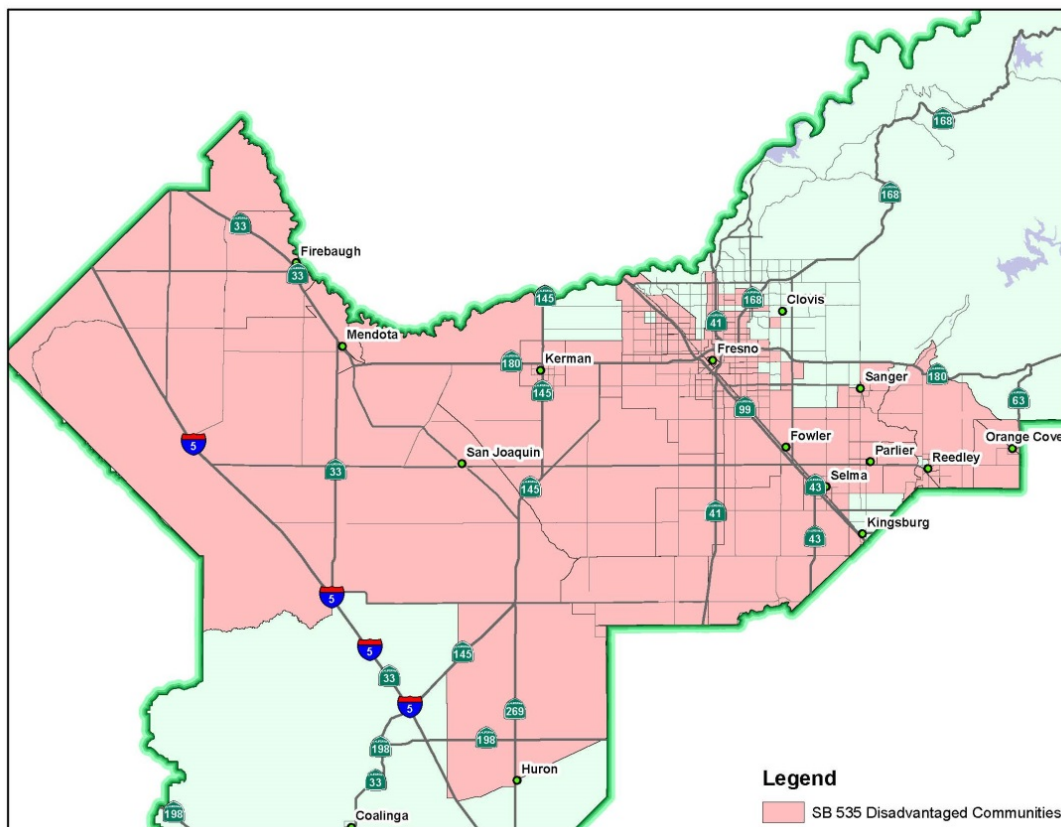 168
168
33
Firebaugh
33
145
168
Clovis
41
Mendota
Fresno
180
Kerman
180
145
Sanger
63
99
5
Fowler
Orange Cove
San Joaquin
Parlier
Reedley
33
Selma
145
43
41
Kingsburg
43
5
5
145
33
5
269
198
198
Legend
Huron
33
SB 535 Disadvantaged Communities
198
Coalinga